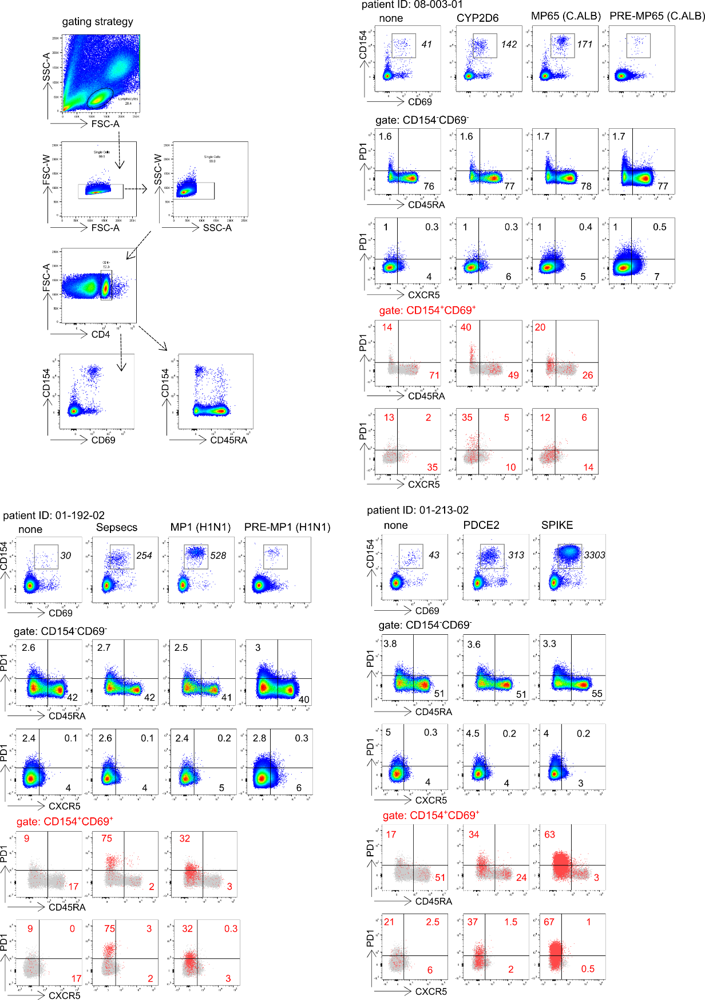 gating strategy
SSC-A
Lymphocytes
28.4
FSC-A
FSC-W
Single Cells
99.9
FSC-A
SSC-W
Single Cells
99.8
SSC-A
FSC-A
CD4+
52.3
CD4
CD154
CD69
CD154
CD45RA
patient ID: 08-003-01
none
CYP2D6
MP65 (C.ALB)
PRE-MP65 (C.ALB)
CD154
41
142
171
CD69
gate: CD154-CD69-
PD1
1.6
76
1.6
77
1.7
78
1.7
77
CD45RA
PD1
1
0.3
4
1
0.3
6
1
0.4
5
1
0.5
7
CXCR5
gate: CD154+CD69+
PD1
14
71
40
49
20
26
CD45RA
PD1
13
2
35
35
5
10
12
6
14
CXCR5
patient ID: 01-192-02
none
Sepsecs
MP1 (H1N1)
PRE-MP1 (H1N1)
CD154
30
254
528
CD69
gate: CD154-CD69-
PD1
2.6
42
2.7
42
2.5
41
3
40
CD45RA
PD1
2.4
0.1
4
2.6
0.1
4
2.4
0.2
5
2.8
0.3
6
CXCR5
gate: CD154+CD69+
PD1
9
17
75
2
32
3
CD45RA
PD1
9
0
17
75
3
2
32
0.3
3
CXCR5
patient ID: 01-213-02
none
PDCE2
SPIKE
CD154
43
313
3303
CD69
gate: CD154-CD69-
PD1
3.8
51
3.6
51
3.3
55
CD45RA
PD1
5
0.3
4
4.5
0.2
4
4
0.2
3
CXCR5
gate: CD154+CD69+
PD1
17
51
34
24
63
3
CD45RA
PD1
21
2.5
6
37
1.5
2
67
1
0.5
CXCR5